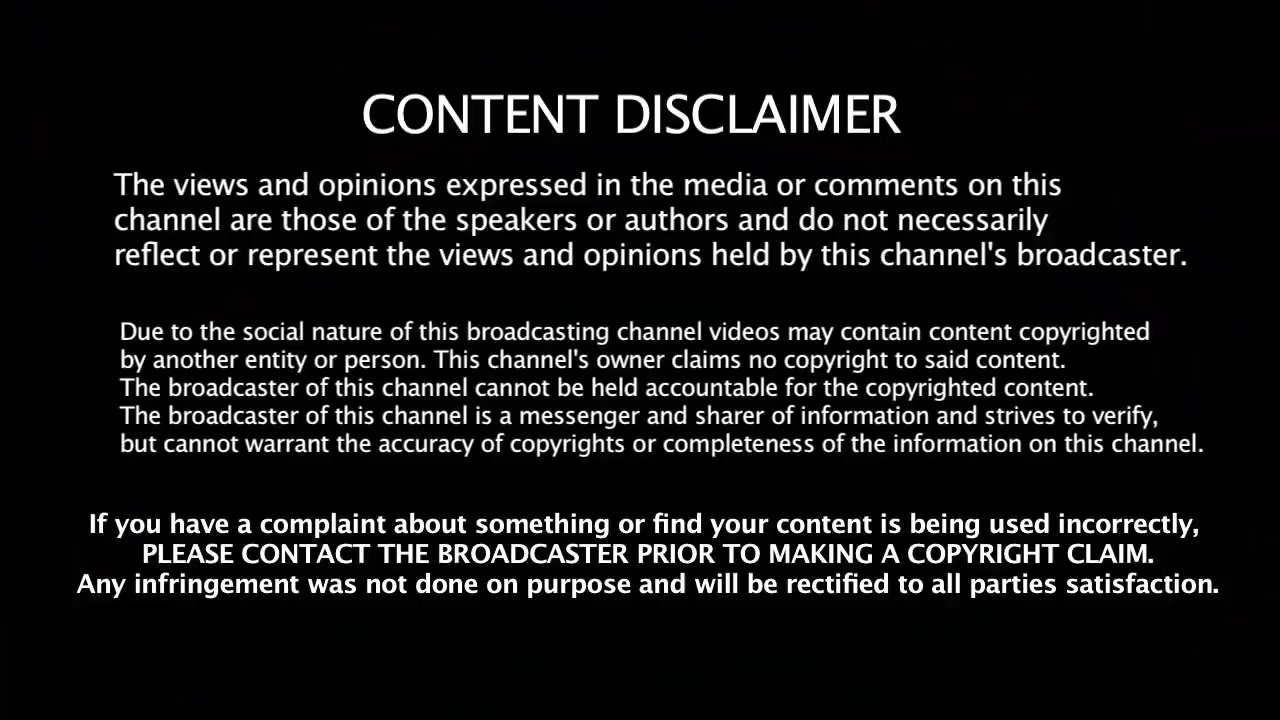 CONTENT DISCLAIMER
The views and opinions expressed in the media or comments on this
channel are those of the speakers or authors and do not necessarily
reflect or represent the views and opinions held by this channel's broadcaster.
Due to the social nature of this broadcasting channel videos may contain content copyrighted
by another entity or person. This channel's owner claims no copyright to said content.
The broadcaster of this channel cannot be held accountable for the copyrighted content.
The broadcaster of this channel is a messenger and sharer of information and strives to verify,
but cannot warrant the accuracy of copyrights or completeness of the information on this channel.
If you have a complaint about something or find your content is being used incorrectly,
PLEASE CONTACT THE BROADCASTER PRIOR TO MAKING A COPYRIGHT CLAIM.
Any infringement was not done on purpose and will be rectified to all parties satisfaction.